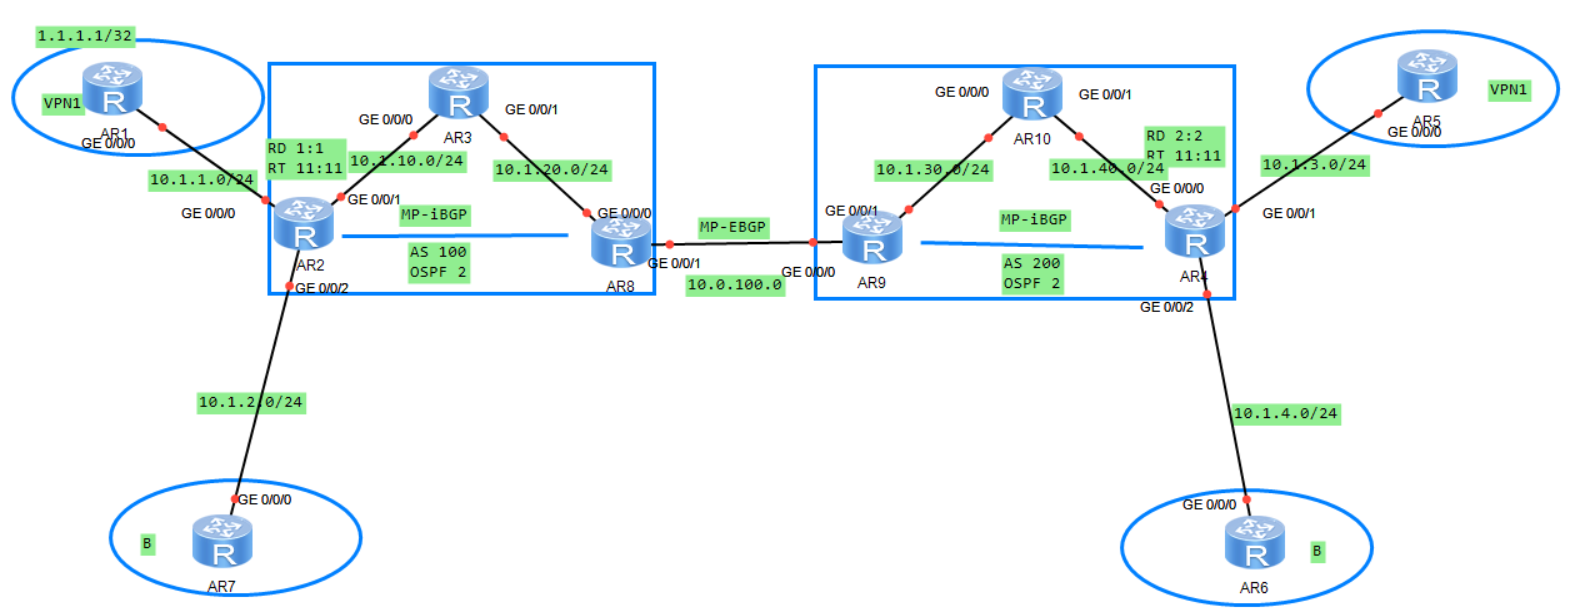 1.1.1.1/32
VPN1
R
AR1
GE 0/0/0
10.1.1.0/24
GE 0/0/0
RD 1:1
RT 11:11
R
AR2
GE 0/0/1
GE 0/0/2
10.1.10.0/24
GE 0/0/0
R
AR3
GE 0/0/1
10.1.20.0/24
MP-iBGP
AS 100
OSPF 2
GE 0/0/0
R
AR8
GE 0/0/1
MP-EBGP
10.0.100.0
GE 0/0/0
GE 0/0/1
R
AR9
10.1.30.0/24
GE 0/0/0
R
AR10
GE 0/0/1
10.1.40.0/24
MP-iBGP
AS 200
OSPF 2
RD 2:2
RT 11:11
GE 0/0/0
R
AR4
GE 0/0/1
GE 0/0/2
10.1.3.0/24
R
AR5
GE 0/0/0
VPN1
10.1.2.0/24
GE 0/0/0
B
R
AR7
10.1.4.0/24
GE 0/0/0
R
AR6
B